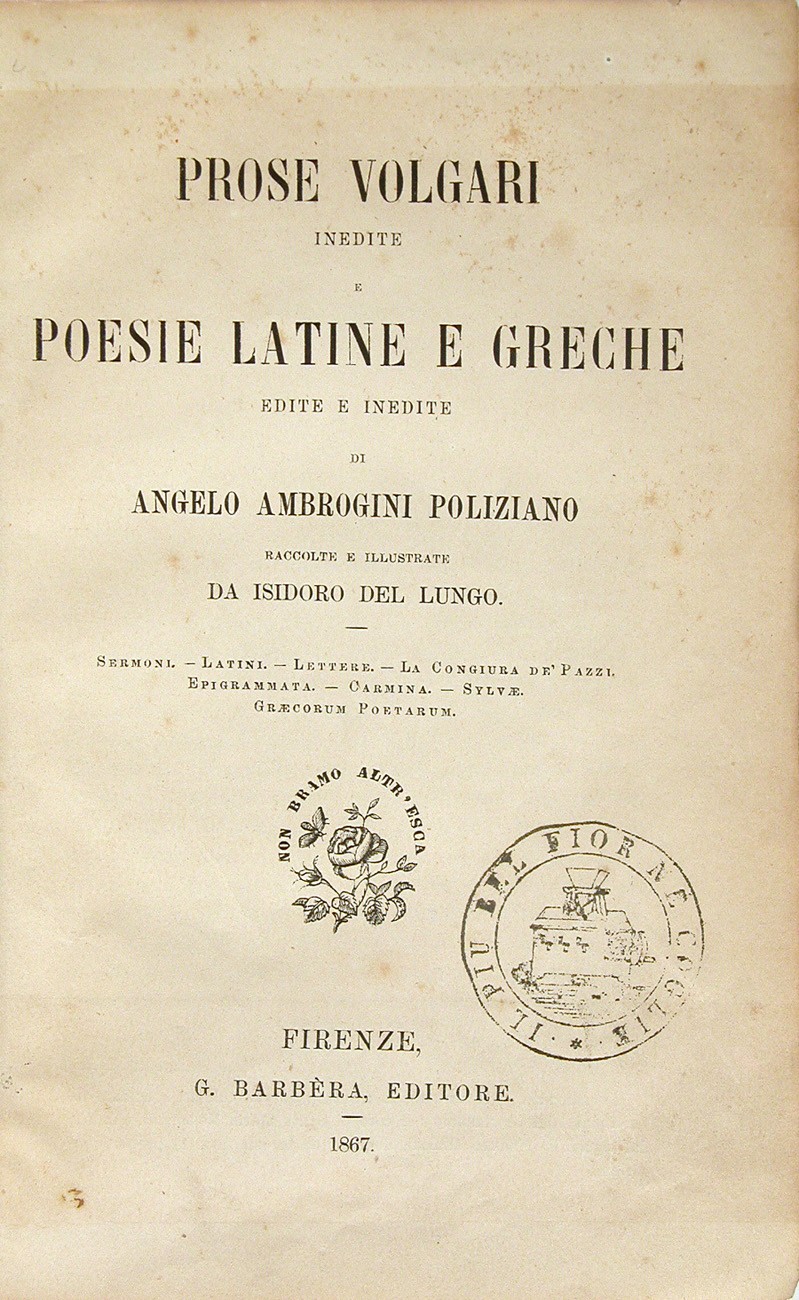 PROSE VOLGARI
INEDITE
E
POESIE LATINE E GRECHE
EDITE E INEDITE
DI
ANGELO AMBROGINI POLIZIANO
RACCOLTE E ILLUSTRATE
DA ISIDORO DEL LUNGO.
SERMONI. — LATINI. — LETTERE. — LA CONGIURA DE' PAZZI.
EPIGRAMMATA. — CARMINA. — SYLVÆ.
GRÆCORUM POETARUM.
NON BRAMO ALTR' ESCA
IL PIÙ BEL FIOR NE COGLIE
FIRENZE,
G. BARBÈRA, EDITORE.
1867.
3